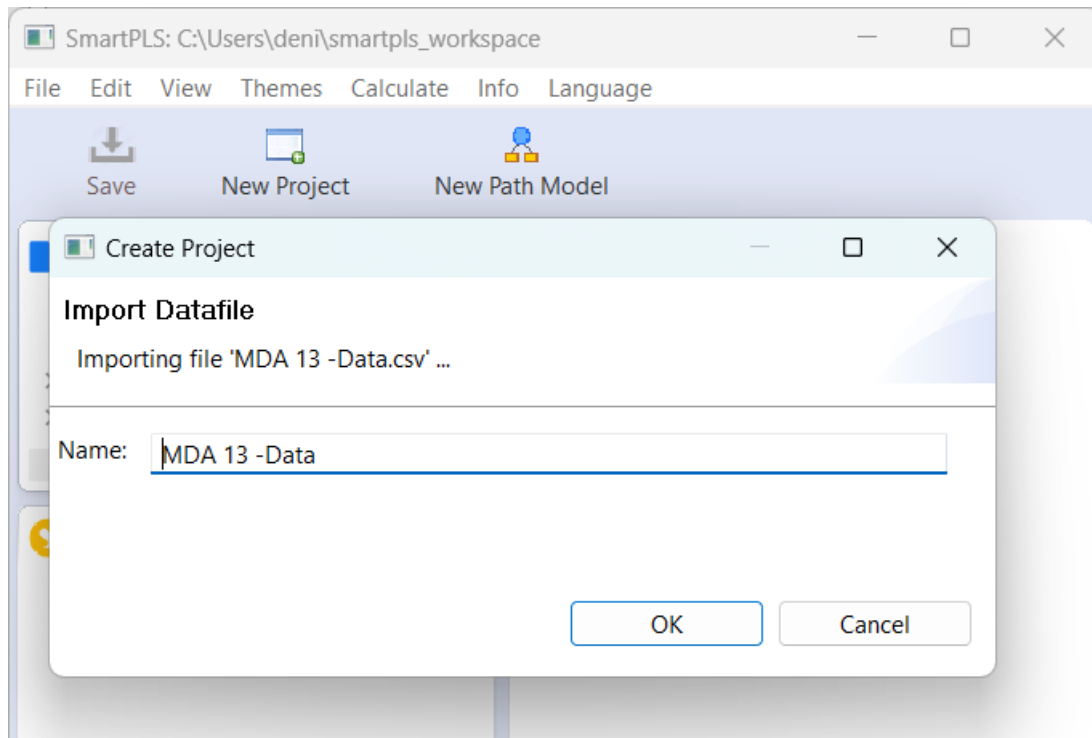 SmartPLS: C:\Users\deni\smartpls_workspace
File Edit View Themes Calculate Info Language
Save New Project New Path Model
Create Project
Import Datafile
Importing file 'MDA 13 -Data.csv' ...
Name: MDA 13 -Data
OK Cancel